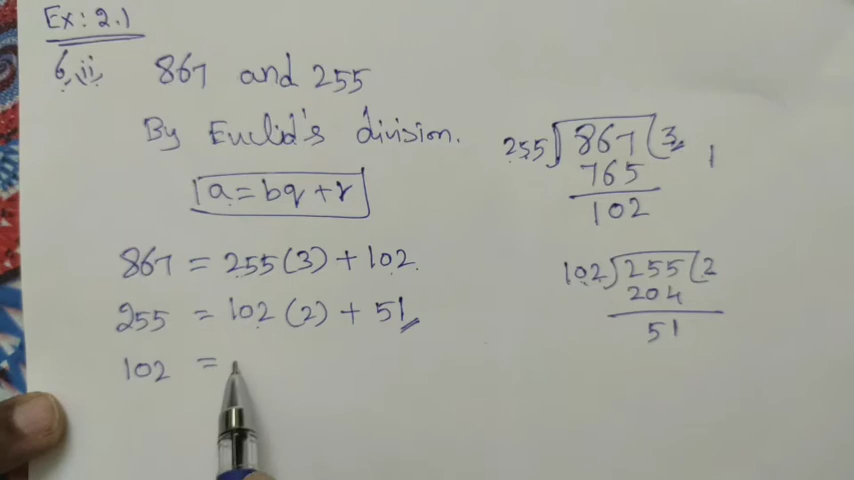 Ex: 2.1
6, ii, 867 and 255
By Euclid's division.
a = bq + r
867 = 255 (3) + 102.
255 = 102 (2) + 51
102 =
255) 867 (3
765
102
1
102) 255 (2
204
51